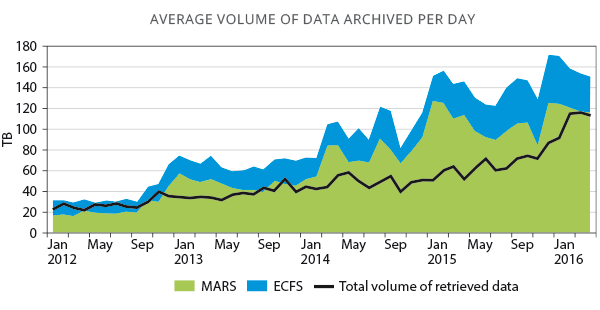 AVERAGE VOLUME OF DATA ARCHIVED PER DAY
180
160
140
120
100
80
60
40
20
0
TB
Jan May Sep Jan May Sep Jan May Sep Jan May Sep Jan
2012 2013 2014 2015 2016
MARS ECFS Total volume of retrieved data